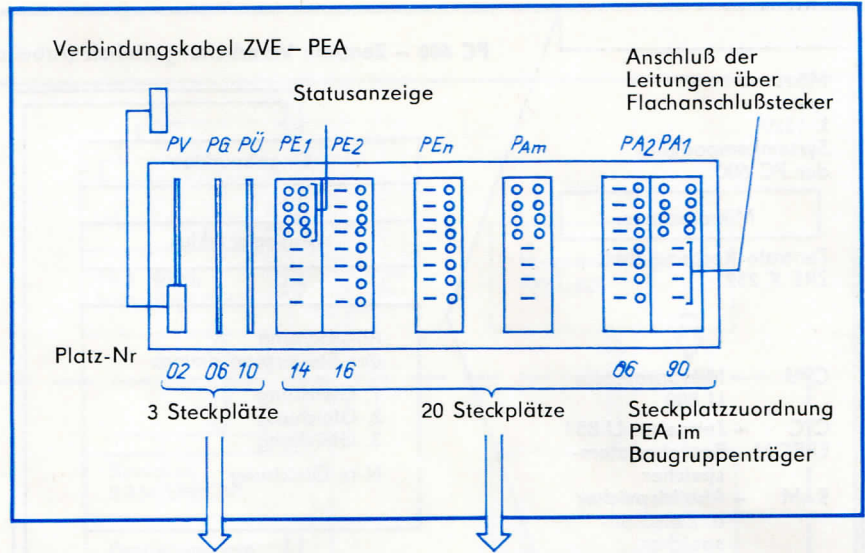 Verbindungskabel ZVE – PEA
Statusanzeige
Anschluß der
Leitungen über
Flachanschlußstecker
PV PG PÜ PE1 PE2 PEn PAm PA2 PA1
Platz-Nr
02 06 10 14 16 86 90
3 Steckplätze
20 Steckplätze
Steckplatzzuordnung
PEA im
Baugruppenträger